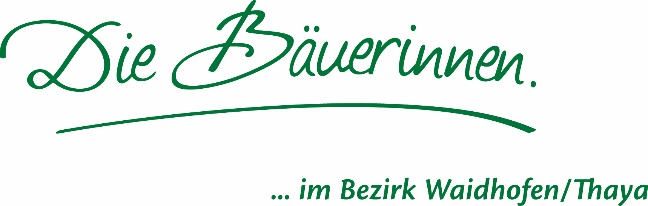 Die Bäuerinnen.
... im Bezirk Waidhofen/Thaya